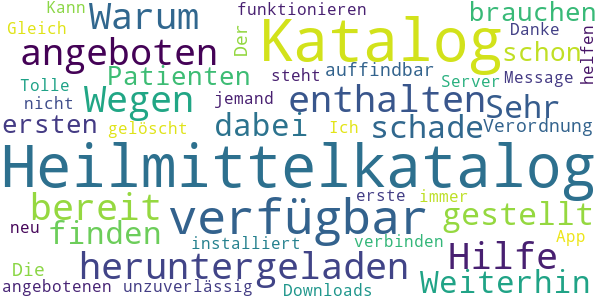 Kann funktionieren brauchen
Warum Katalog Danke
Gleich Der helfen
angeboten schon
Patienten steht auffindbar Server Message
Tolle
Wegen jemand enthalten Sehr
nicht
ersten gelöscht dabei Ich schade Verordnung
Heilmittelkatalog
bereit verfügbar erste immer gestellt
neu finden installiert verbinden App
Die heruntergeladen Hilfe
Weiterhin
angebotenen unzuverlässig Downloads